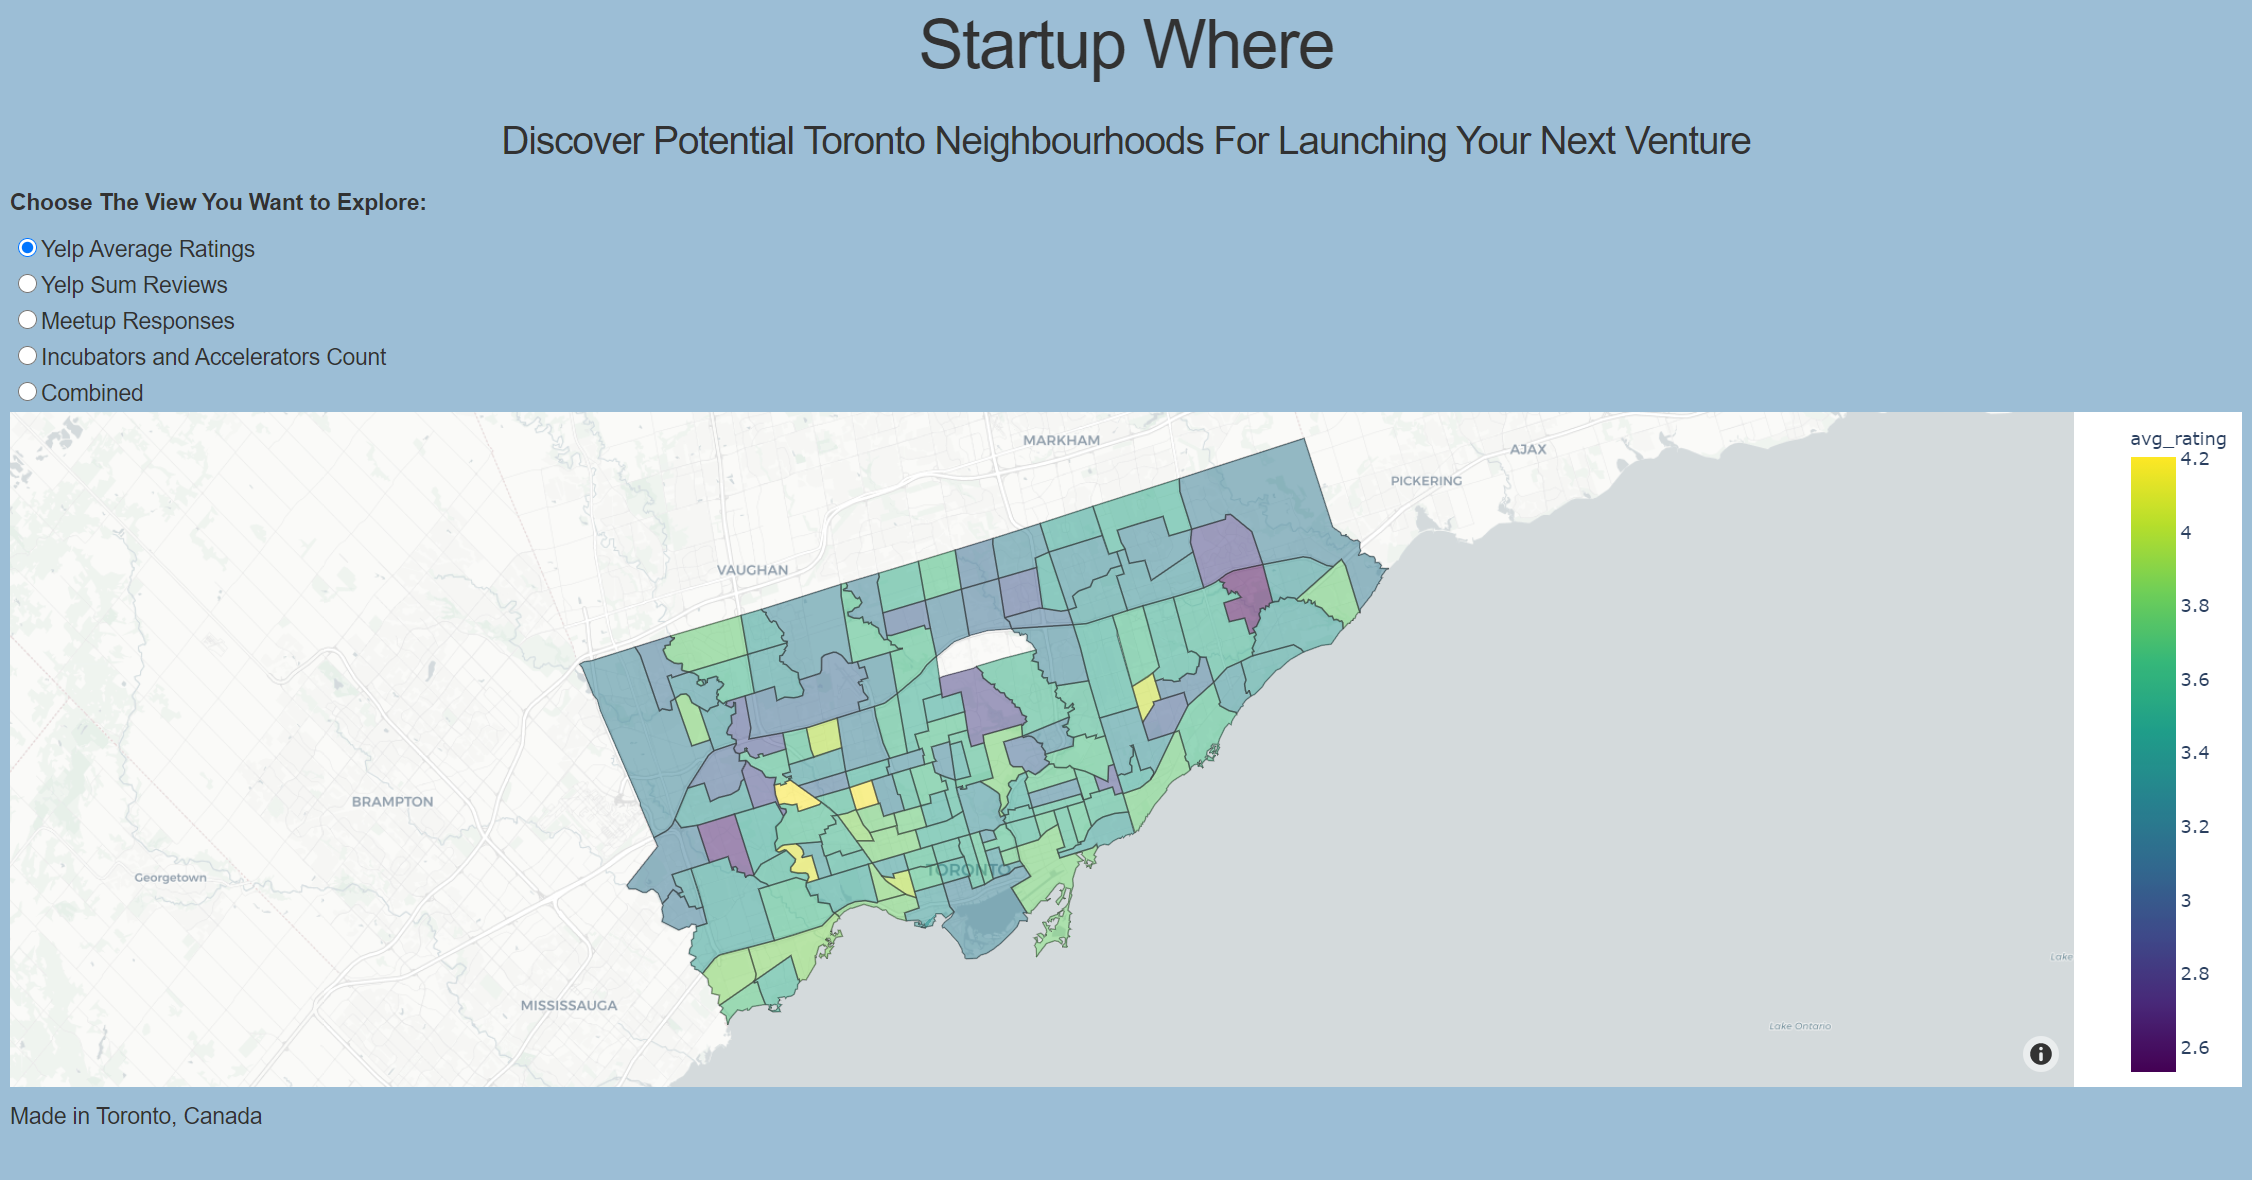 Startup Where
Discover Potential Toronto Neighbourhoods For Launching Your Next Venture
Choose The View You Want to Explore:
Yelp Average Ratings
Yelp Sum Reviews
Meetup Responses
Incubators and Accelerators Count
Combined
MARKHAM
AJAX
PICKERING
VAUGHAN
BRAMPTON
Georgetown
TORONTO
MISSISSAUGA
Lake
Lake Ontario
avg_rating
4.2
4
3.8
3.6
3.4
3.2
3
2.8
2.6
Made in Toronto, Canada